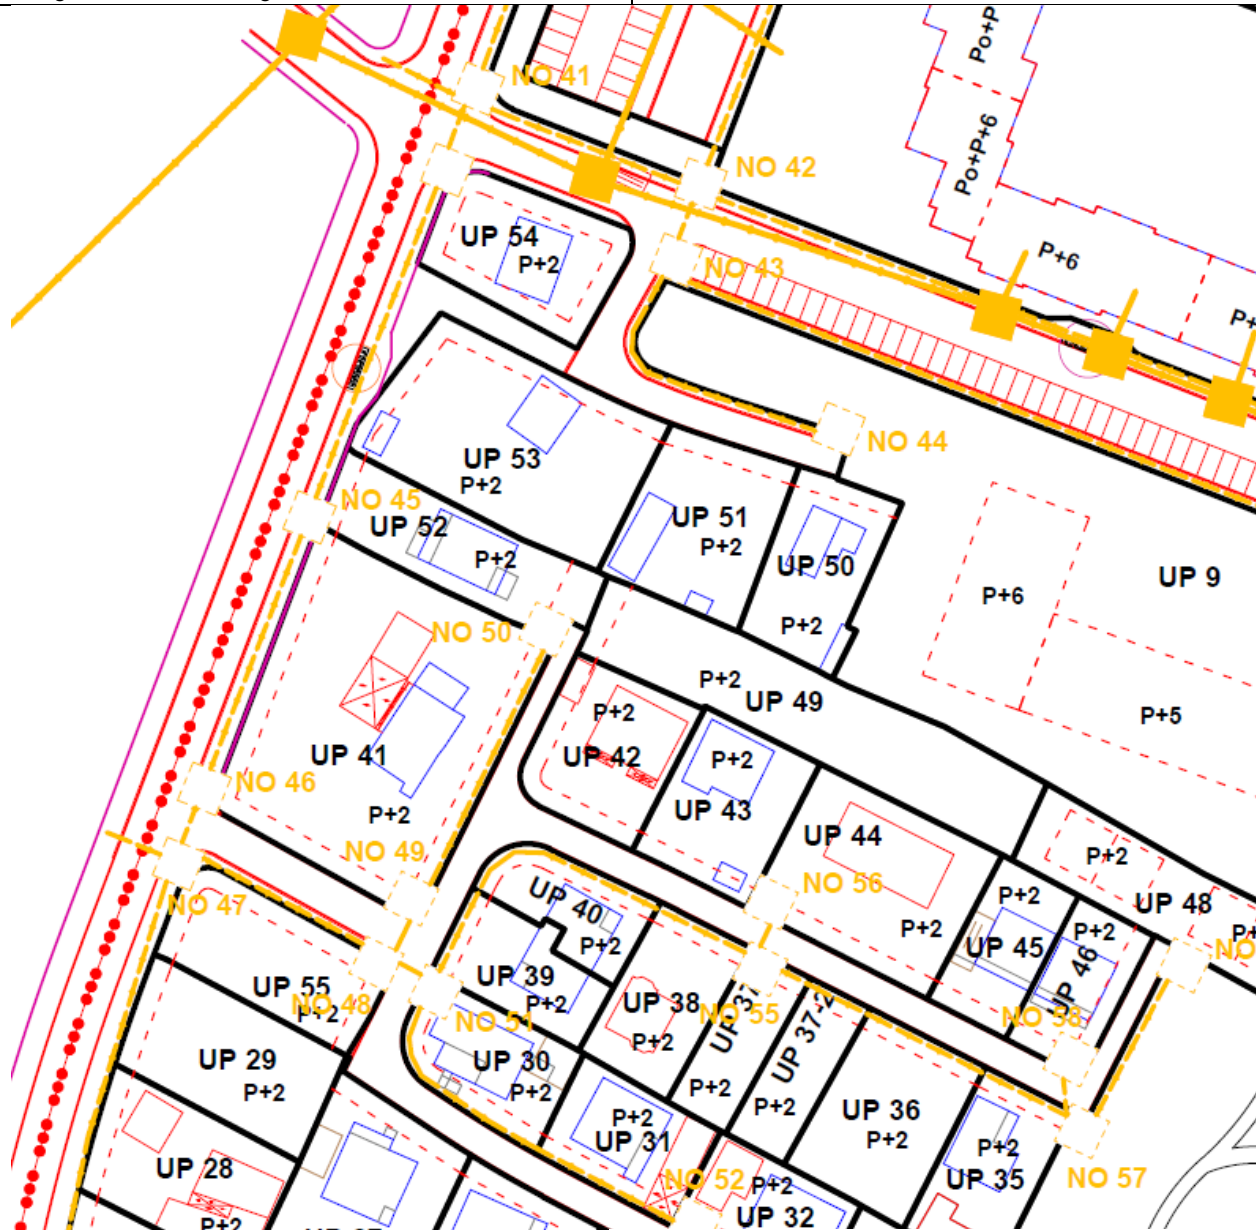 Po+P
NO 41
Po+P+6
NO 42
UP 54
P+2
NO 43
P+6
NO 44
UP 53
P+2
NO 45
UP 52
P+2
UP 51
P+2
UP 50
P+2
UP 9
P+6
NO 50
P+2
UP 49
P+5
P+2
UP 42
P+2
UP 43
UP 41
P+2
NO 46
NO 49
UP 44
P+2
NO 56
P+2
UP 48
NO 47
UP 40
P+2
P+2
UP 45
P+2
UP 46
UP 39
P+2
UP 38
P+2
NO 55
UP 37-2
P+2
P+2
UP 55
P+2
NO 48
NO 51
NO 58
UP 29
P+2
UP 30
P+2
UP 36
P+2
P+2
UP 31
P+2
UP 35
NO 57
UP 28
P+2
NO 52
P+2
UP 32